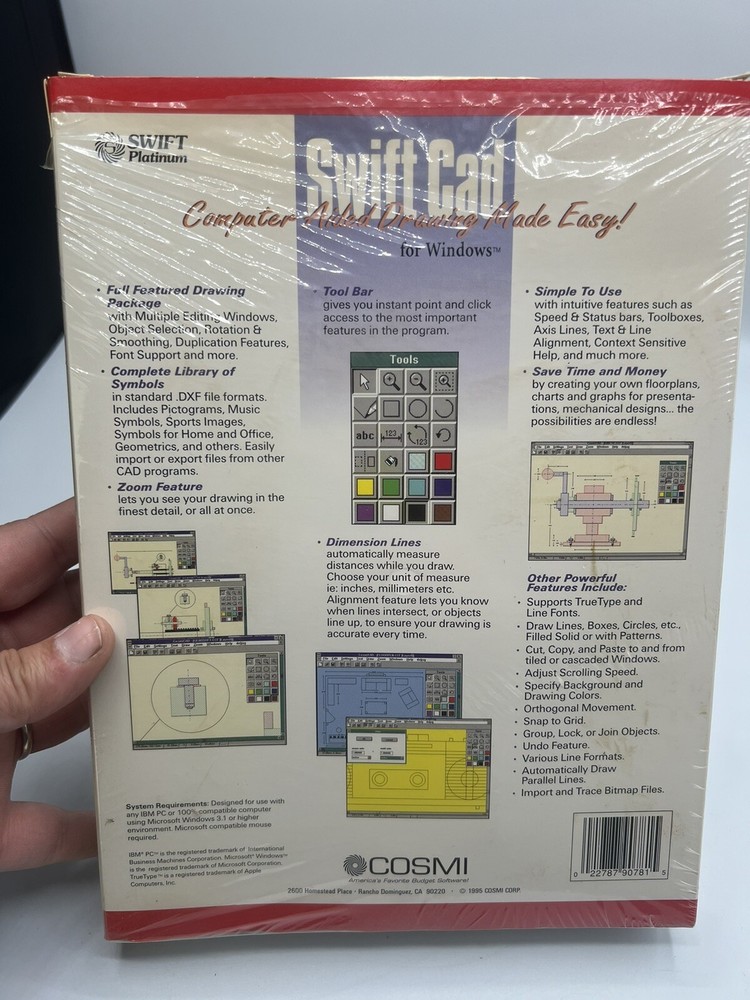 SWIFT
Platinum
Swift Cad
Computer Aided Drawing Made Easy!
for Windows™
• Full Featured Drawing
Package
with Multiple Editing Windows,
Object Selection, Rotation &
Smoothing, Duplication Features,
Font Support and more.
• Complete Library of
Symbols
in standard .DXF file formats.
Includes Pictograms, Music
Symbols, Sports Images,
Symbols for Home and Office,
Geometrics, and others. Easily
import or export files from other
CAD programs.
• Zoom Feature
lets you see your drawing in the
finest detail, or all at once.
• Tool Bar
gives you instant point and click
access to the most important
features in the program.
Tools
abc
123
123
• Dimension Lines
automatically measure
distances while you draw.
Choose your unit of measure
ie: inches, millimeters etc.
Alignment feature lets you know
when lines intersect, or objects
line up, to ensure your drawing is
accurate every time.
• Simple To Use
with intuitive features such as
Speed & Status bars, Toolboxes,
Axis Lines, Text & Line
Alignment, Context Sensitive
Help, and much more.
• Save Time and Money
by creating your own floorplans,
charts and graphs for presenta-
tions, mechanical designs... the
possibilities are endless!
Other Powerful
Features Include:
• Supports TrueType and
Line Fonts.
• Draw Lines, Boxes, Circles, etc.,
Filled Solid or with Patterns.
• Cut, Copy, and Paste to and from
tiled or cascaded Windows.
• Adjust Scrolling Speed.
• Specify Background and
Drawing Colors.
• Orthogonal Movement.
• Snap to Grid.
• Group, Lock, or Join Objects.
• Undo Feature.
• Various Line Formats.
• Automatically Draw
Parallel Lines.
• Import and Trace Bitmap Files.
System Requirements: Designed for use with
any IBM PC or 100% compatible computer
using Microsoft Windows 3.1 or higher
environment. Microsoft compatible mouse
required.
IBM® PC™ is the registered trademark of International
Business Machines Corporation. Microsoft® Windows™
is the registered trademark of Microsoft Corporation.
TrueType™ is a registered trademark of Apple
Computers, Inc.
COSMI
America's Favorite Budget Software!
2600 Homestead Place • Rancho Dominguez, CA 90220 • © 1995 COSMI CORP.
0 22787 90781 5